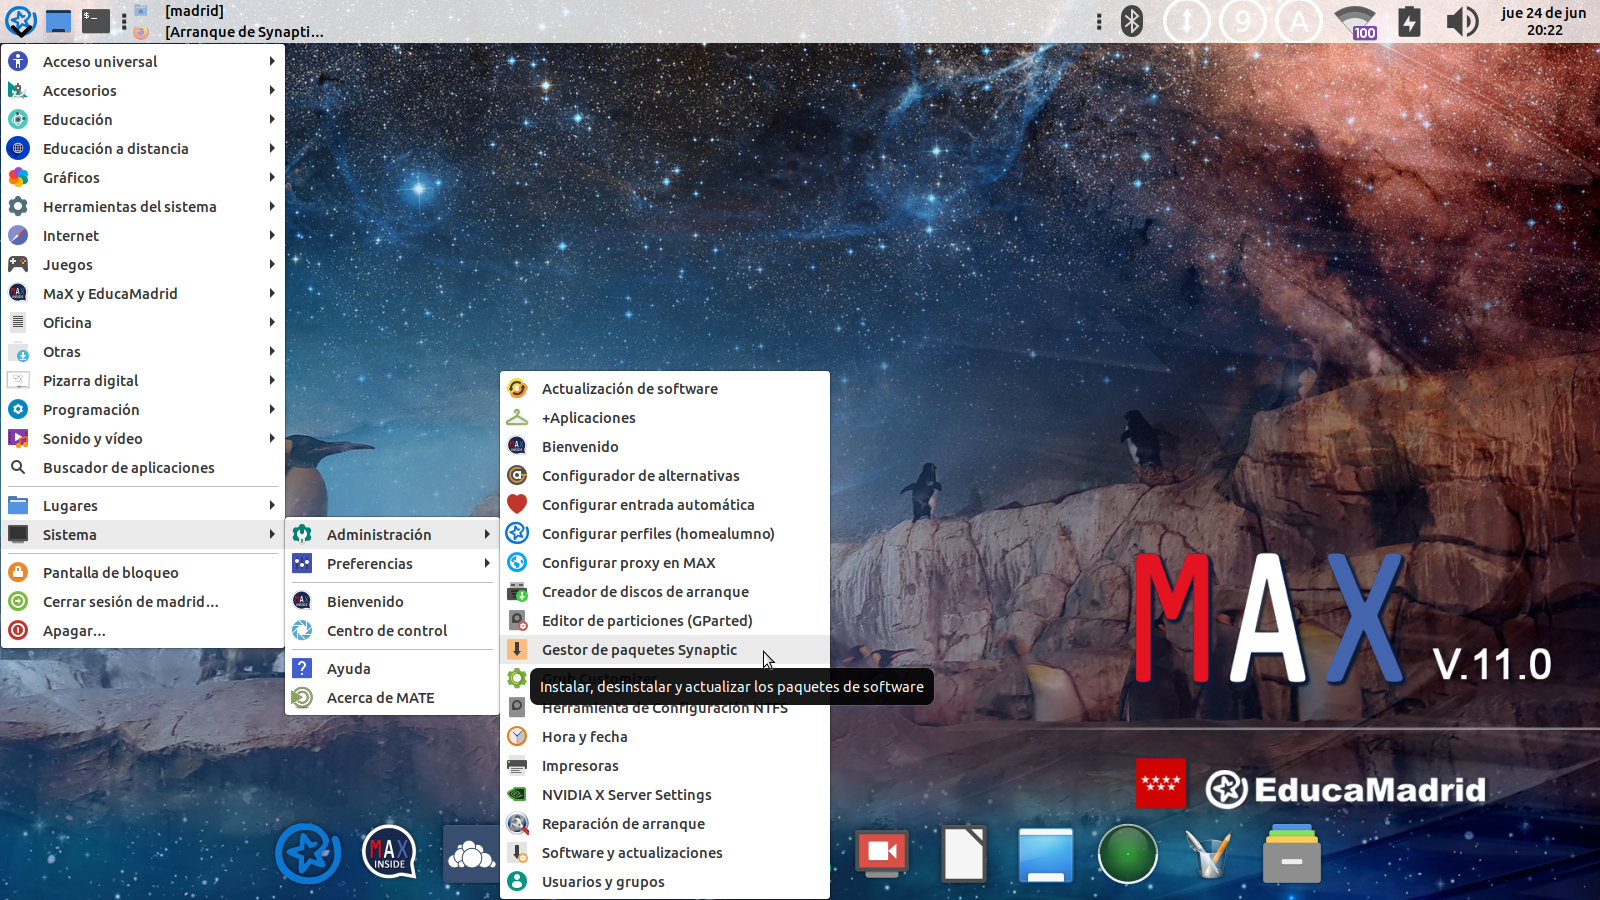 [madrid]
[Arranque de Synapti...
9
A
100
jue 24 de jun
20:22
Acceso universal
Accesorios
Educación
Educación a distancia
Gráficos
Herramientas del sistema
Internet
Juegos
MaX y EducaMadrid
Oficina
Otras
Pizarra digital
Programación
Sonido y vídeo
Buscador de aplicaciones
Lugares
Sistema
Pantalla de bloqueo
Cerrar sesión de madrid...
Apagar...
Administración
Preferencias
Bienvenido
Centro de control
Ayuda
Acerca de MATE
Actualización de software
+Aplicaciones
Bienvenido
Configurador de alternativas
Configurar entrada automática
Configurar perfiles (homealumno)
Configurar proxy en MAX
Creador de discos de arranque
Editor de particiones (GParted)
Gestor de paquetes Synaptic
Grub Customizer
Instalar, desinstalar y actualizar los paquetes de software
Herramienta de Configuración NTFS
Hora y fecha
Impresoras
NVIDIA X Server Settings
Reparación de arranque
Software y actualizaciones
Usuarios y grupos
MAX
V.11.0
EducaMadrid
MAX
INSIDE